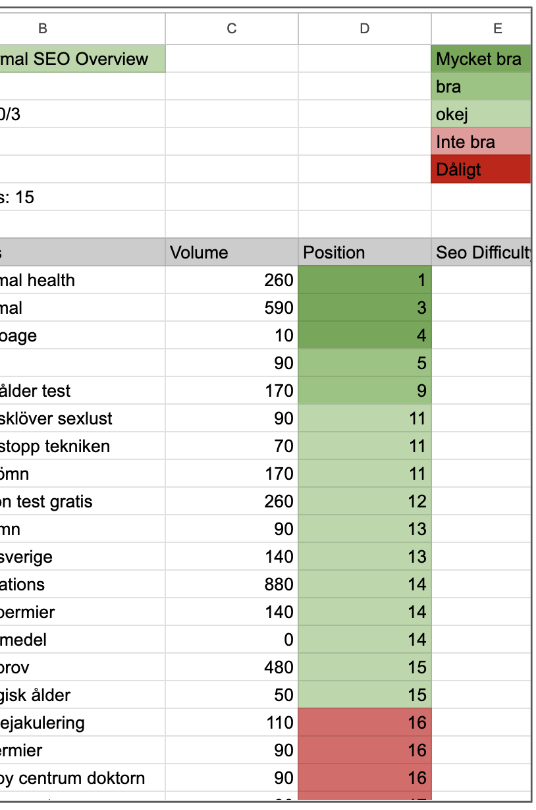 B C D E
mal SEO Overview Mycket bra
bra
0/3 okej
Inte bra
Dåligt
s: 15
s Volume Position Seo Difficulty
mal health 260 1
mal 590 3
oage 10 4
90 5
ålder test 170 9
sklöver sexlust 90 11
stopp tekniken 70 11
ömn 170 11
on test gratis 260 12
mn 90 13
sverige 140 13
ations 880 14
permier 140 14
medel 0 14
prov 480 15
gisk ålder 50 15
ejakulering 110 16
ermier 90 16
oy centrum doktorn 90 16